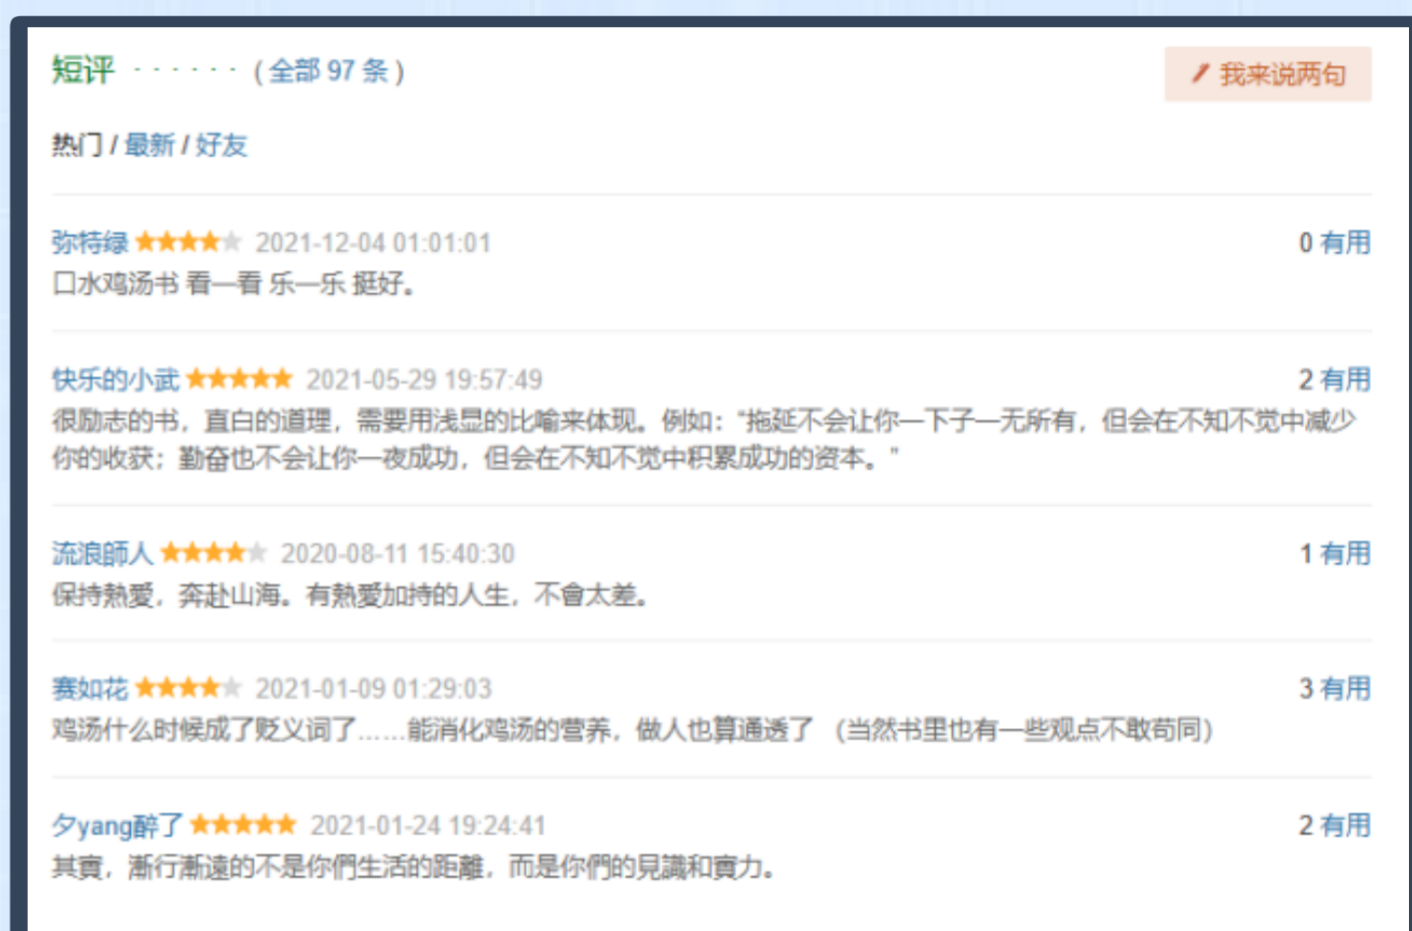 短评 · · · · · · ( 全部 97 条 )
我来说两句
热门 / 最新 / 好友
弥特绿 2021-12-04 01:01:01 0 有用
口水鸡汤书 看一看 乐一乐 挺好。
快乐的小武 2021-05-29 19:57:49 2 有用
很励志的书，直白的道理，需要用浅显的比喻来体现。例如：“拖延不会让你一下子一无所有，但会在不知不觉中减少
你的收获；勤奋也不会让你一夜成功，但会在不知不觉中积累成功的资本。”
流浪師人 2020-08-11 15:40:30 1 有用
保持熱愛，奔赴山海。有熱愛加持的人生，不會太差。
赛如花 2021-01-09 01:29:03 3 有用
鸡汤什么时候成了贬义词了……能消化鸡汤的营养，做人也算通透了 （当然书里也有一些观点不敢苟同）
夕yang醉了 2021-01-24 19:24:41 2 有用
其實，漸行漸遠的不是你們生活的距離，而是你們的見識和實力。